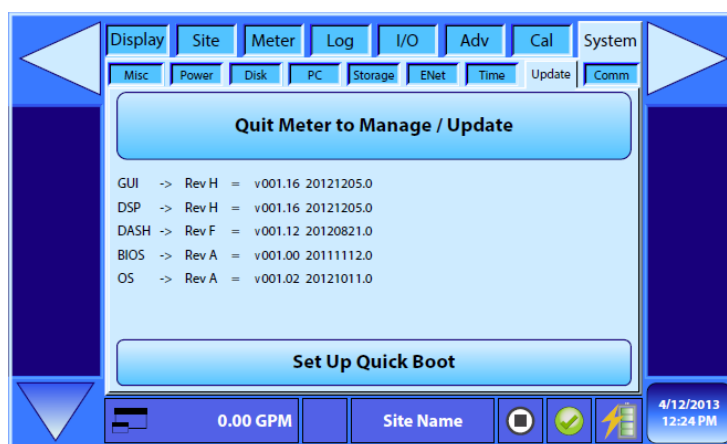 Display Site Meter Log I/O Adv Cal System
Misc Power Disk PC Storage ENet Time Update Comm
Quit Meter to Manage / Update
GUI -> Rev H = v001.16 20121205.0
DSP -> Rev H = v001.16 20121205.0
DASH -> Rev F = v001.12 20120821.0
BIOS -> Rev A = v001.00 20111112.0
OS -> Rev A = v001.02 20121011.0
Set Up Quick Boot
0.00 GPM Site Name
4/12/2013
12:24 PM